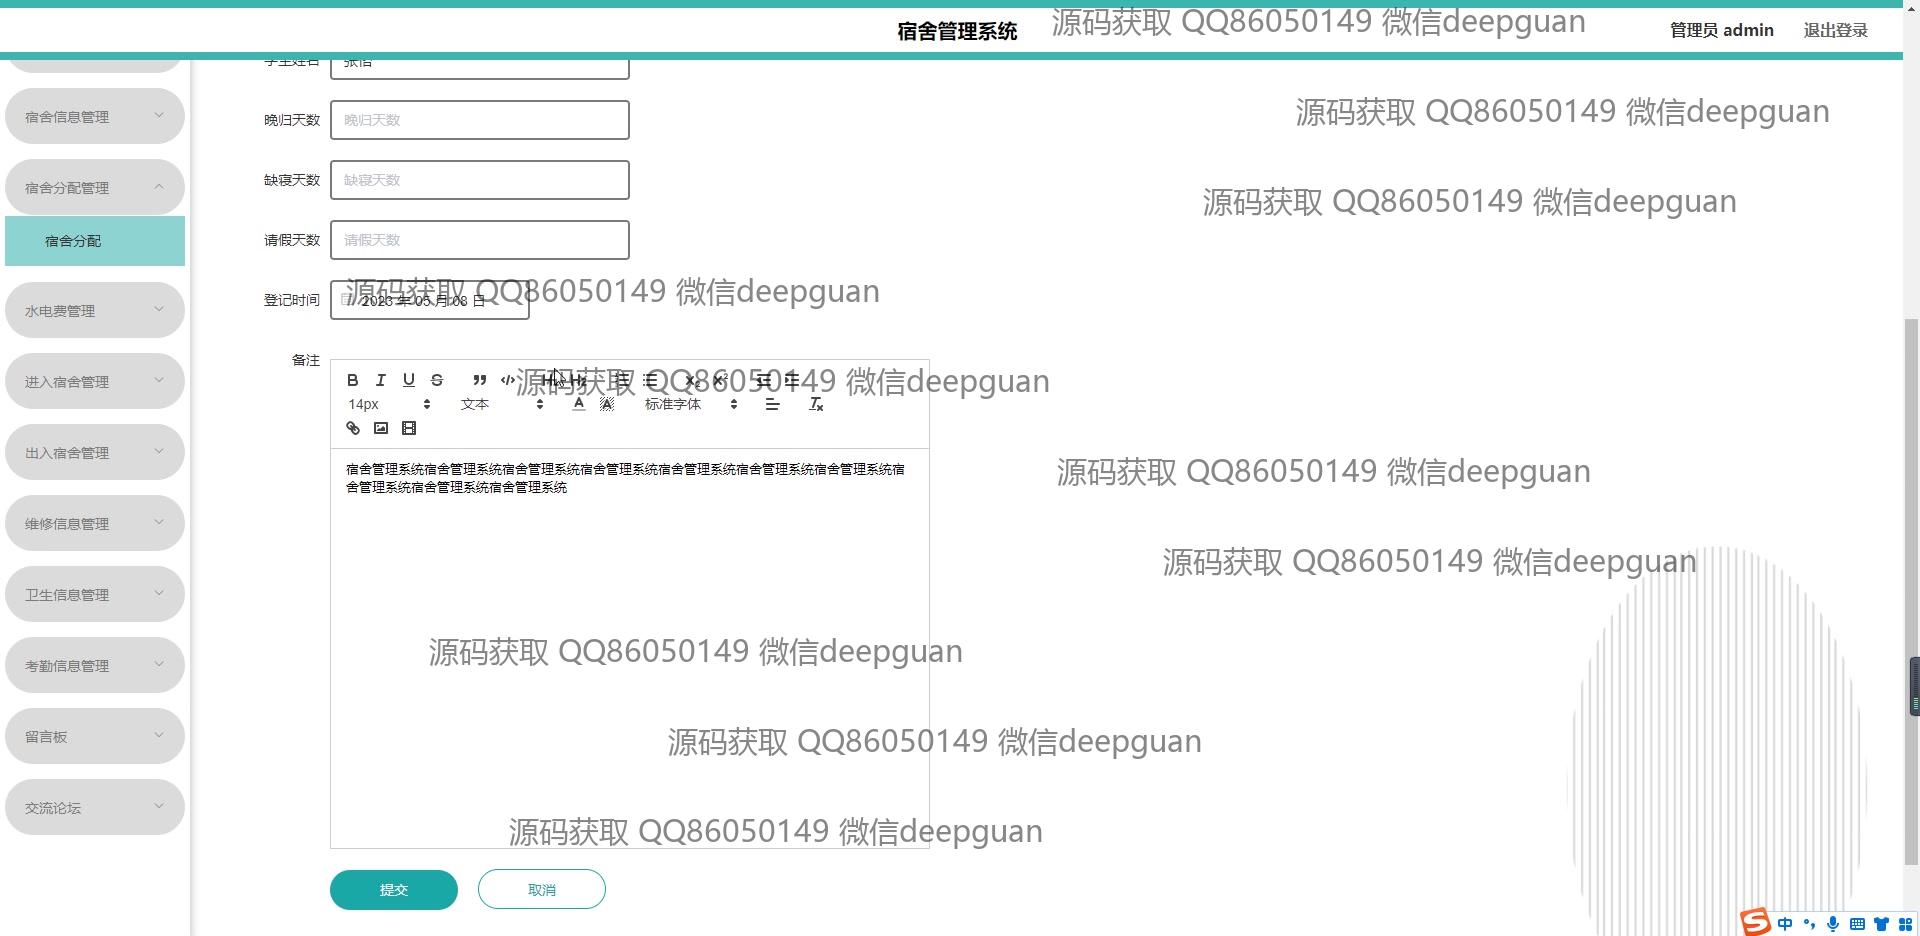 宿舍管理系统
源码获取 QQ86050149 微信deepguan
管理员 admin
退出登录
学生姓名
宿舍信息管理
晚归天数
晚归天数
源码获取 QQ86050149 微信deepguan
宿舍分配管理
缺寝天数
缺寝天数
源码获取 QQ86050149 微信deepguan
宿舍分配
请假天数
请假天数
水电费管理
登记时间
2023 年 05 月 08 日
源码获取 QQ86050149 微信deepguan
备注
进入宿舍管理
源码获取 QQ86050149 微信deepguan
14px
文本
标准字体
出入宿舍管理
宿舍管理系统宿舍管理系统宿舍管理系统宿舍管理系统宿舍管理系统宿舍管理系统宿舍管理系统宿
舍管理系统宿舍管理系统宿舍管理系统
源码获取 QQ86050149 微信deepguan
维修信息管理
源码获取 QQ86050149 微信deepguan
卫生信息管理
考勤信息管理
源码获取 QQ86050149 微信deepguan
留言板
源码获取 QQ86050149 微信deepguan
交流论坛
源码获取 QQ86050149 微信deepguan
提交
取消
中